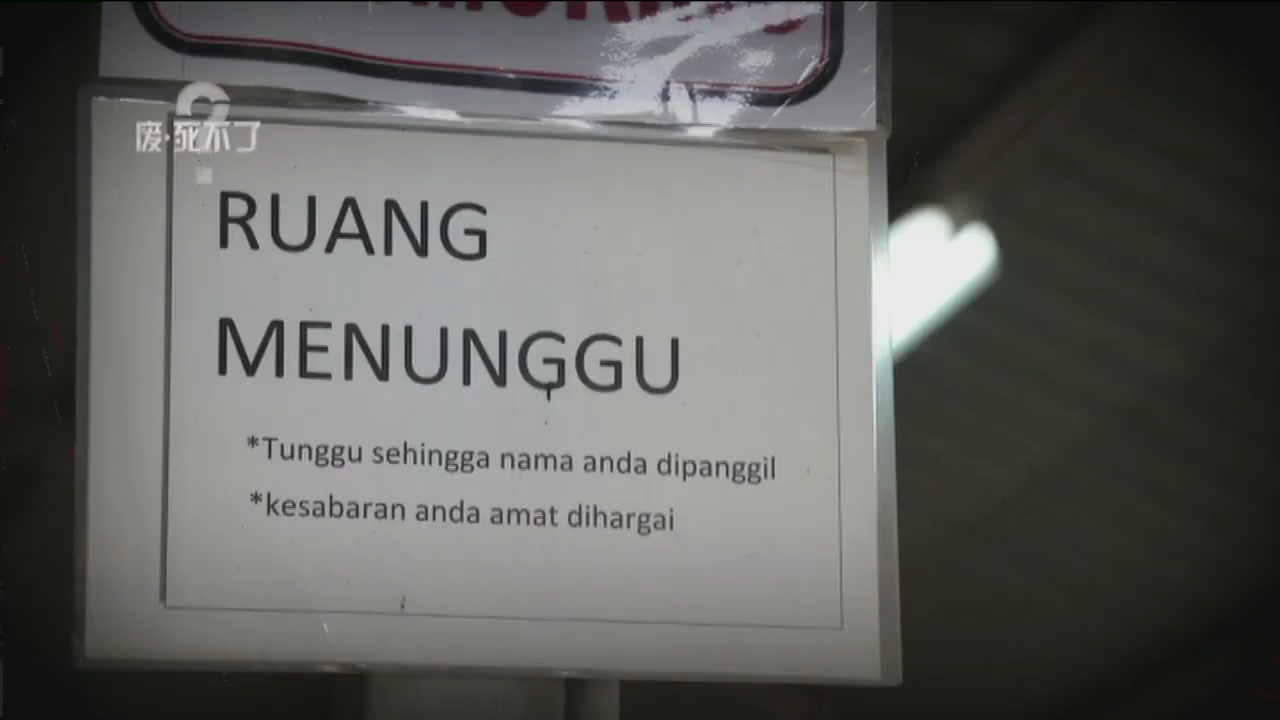 废·死不了
RUANG
MENUNGGU
*Tunggu sehingga nama anda dipanggil
*kesabaran anda amat dihargai